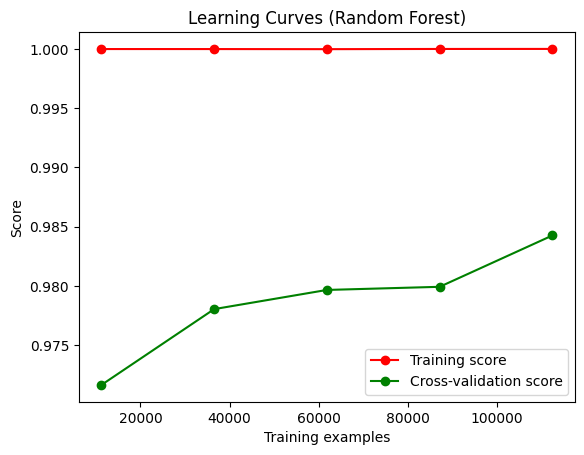 Learning Curves (Random Forest)
1.000
0.995
0.990
0.985
0.980
0.975
Score
20000 40000 60000 80000 100000
Training examples
Training score
Cross-validation score